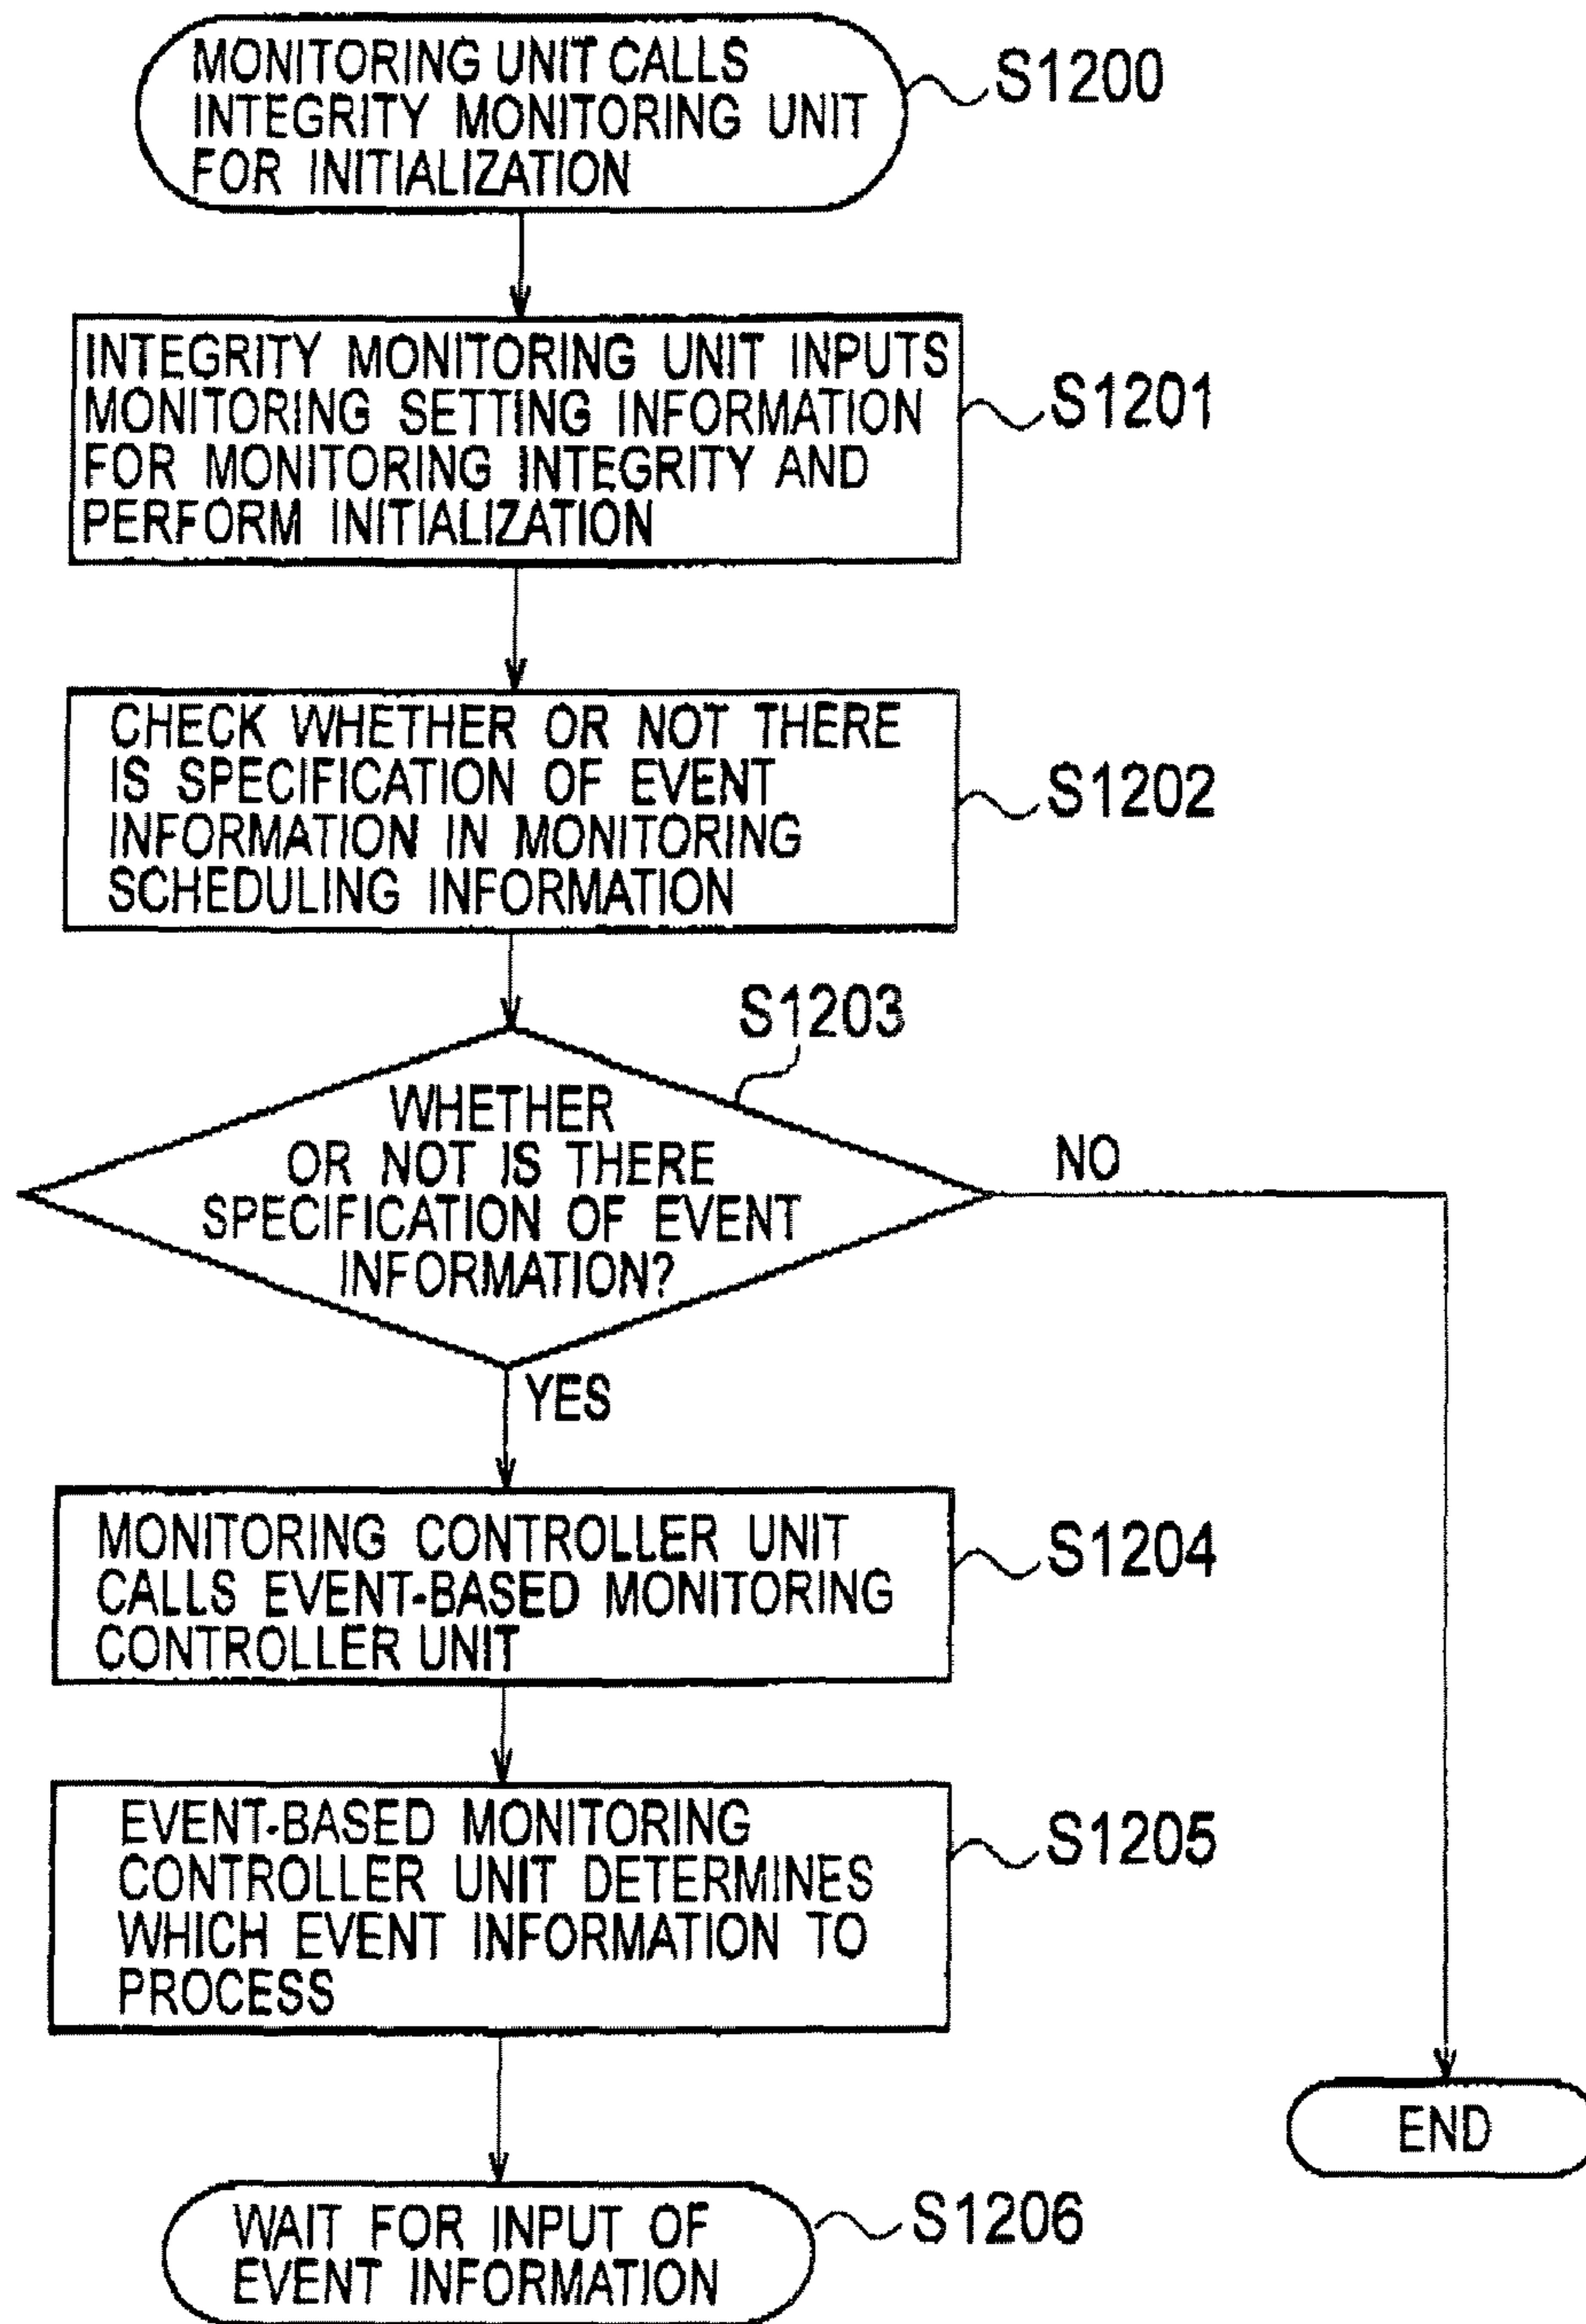 MONITORING UNIT CALLS
INTEGRITY MONITORING UNIT
FOR INITIALIZATION
S1200
INTEGRITY MONITORING UNIT INPUTS
MONITORING SETTING INFORMATION
FOR MONITORING INTEGRITY AND
PERFORM INITIALIZATION
S1201
CHECK WHETHER OR NOT THERE
IS SPECIFICATION OF EVENT
INFORMATION IN MONITORING
SCHEDULING INFORMATION
S1202
S1203
WHETHER
OR NOT IS THERE
SPECIFICATION OF EVENT
INFORMATION?
NO
YES
MONITORING CONTROLLER UNIT
CALLS EVENT-BASED MONITORING
CONTROLLER UNIT
S1204
EVENT-BASED MONITORING
CONTROLLER UNIT DETERMINES
WHICH EVENT INFORMATION TO
PROCESS
S1205
END
WAIT FOR INPUT OF
EVENT INFORMATION
S1206